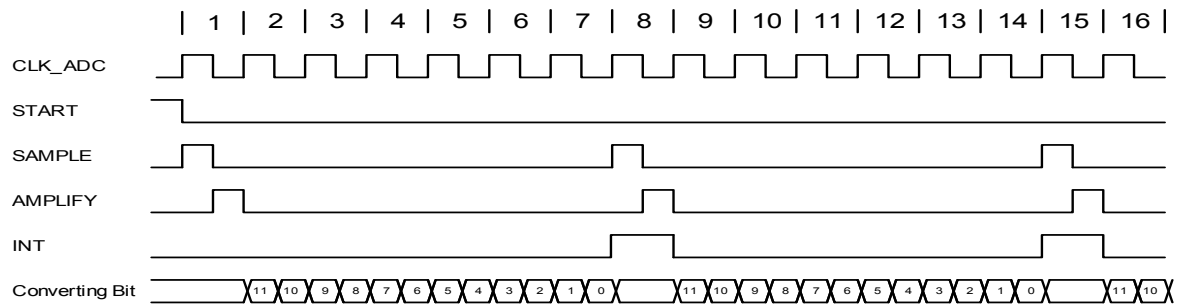 1 2 3 4 5 6 7 8 9 10 11 12 13 14 15 16
CLK_ADC
START
SAMPLE
AMPLIFY
INT
Converting Bit 11 10 9 8 7 6 5 4 3 2 1 0 11 10 9 8 7 6 5 4 3 2 1 0 11 10